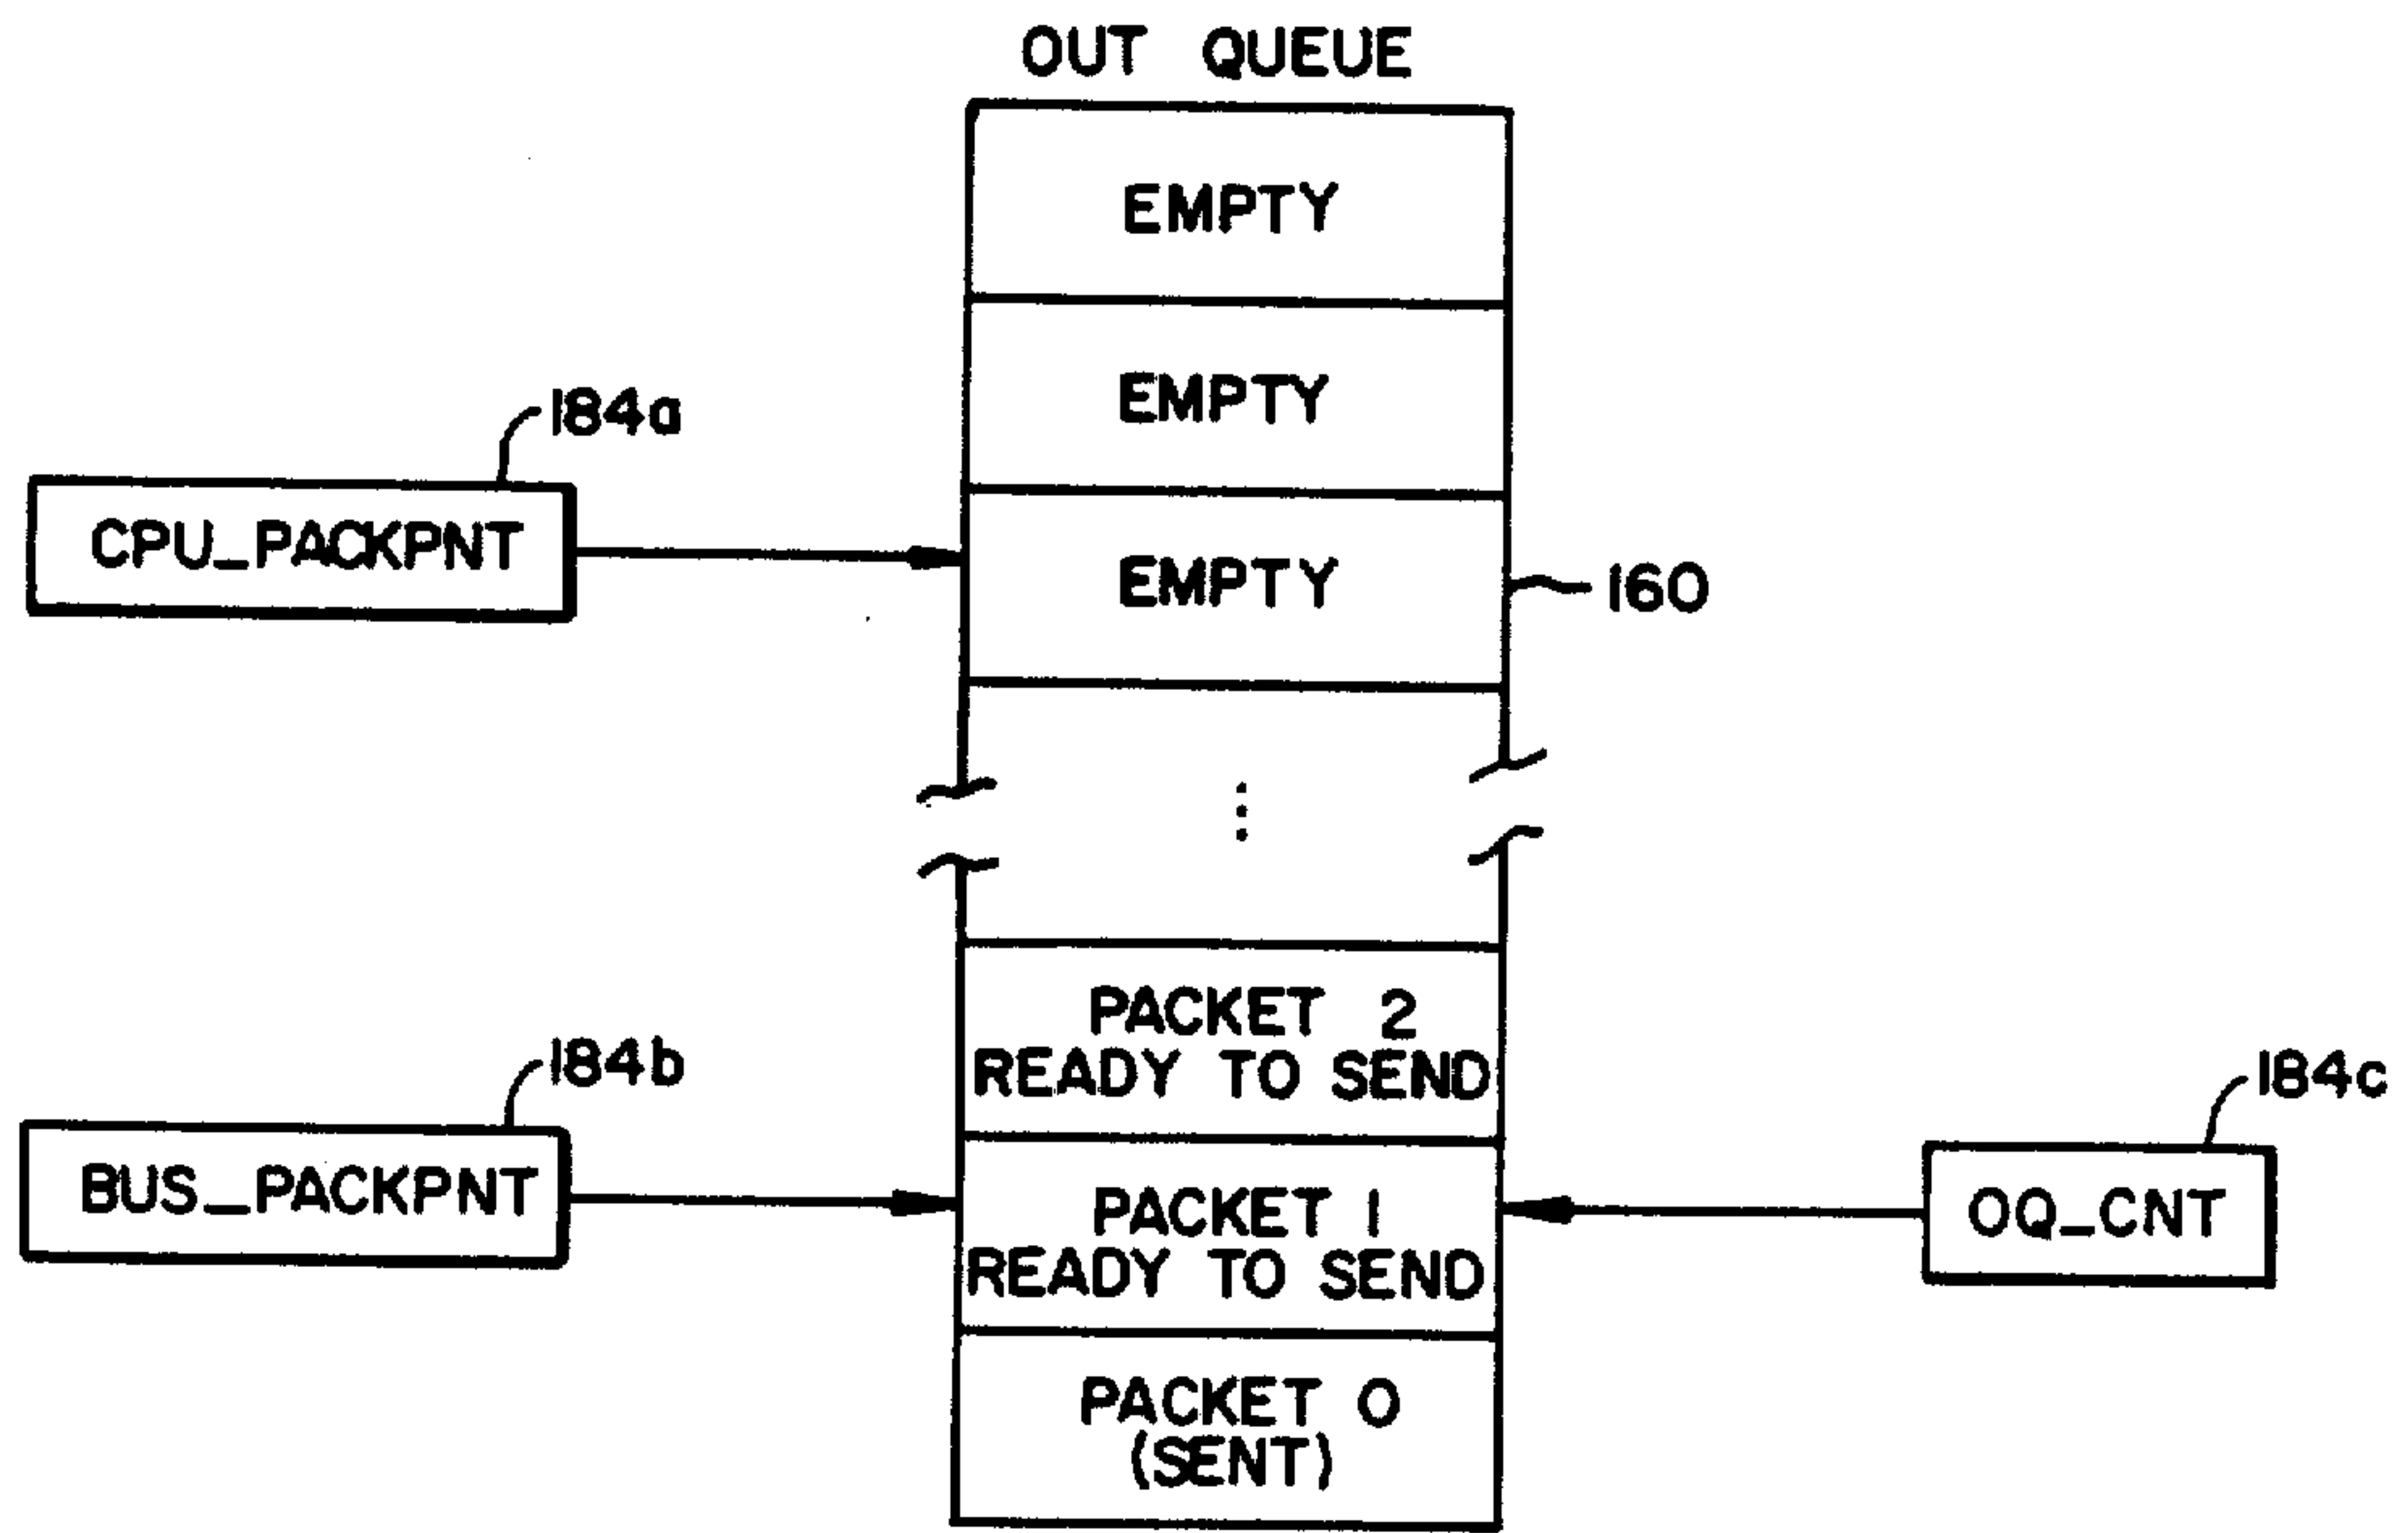 OUT QUEUE
EMPTY
EMPTY
184a
CPU_PACKPNT
EMPTY
160
PACKET 2
READY TO SEND
184b
184c
BUS_PACKPNT
PACKET 1
READY TO SEND
OQ_CNT
PACKET 0
(SENT)